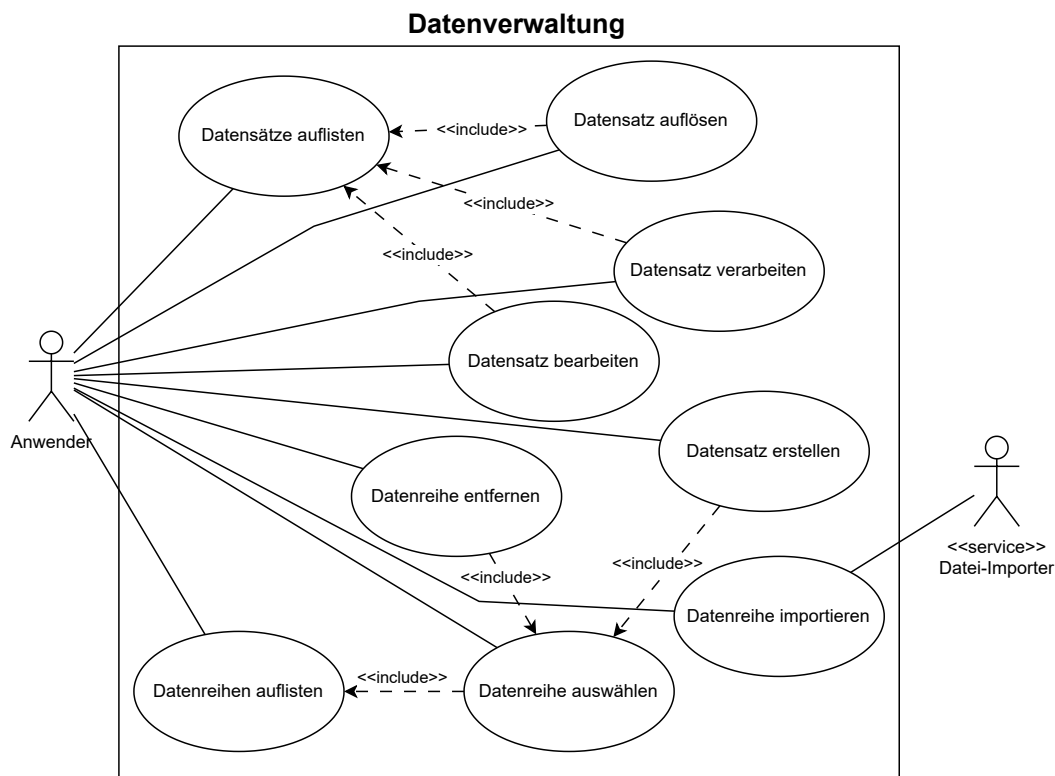 Datenverwaltung
Datensätze auflisten
<<include>>
Datensatz auflösen
<<include>>
<<include>>
Datensatz verarbeiten
Datensatz bearbeiten
Anwender
Datensatz erstellen
Datenreihe entfernen
<<include>>
<<include>>
<<service>>
Datei-Importer
Datenreihe importieren
Datenreihen auflisten
<<include>>
Datenreihe auswählen